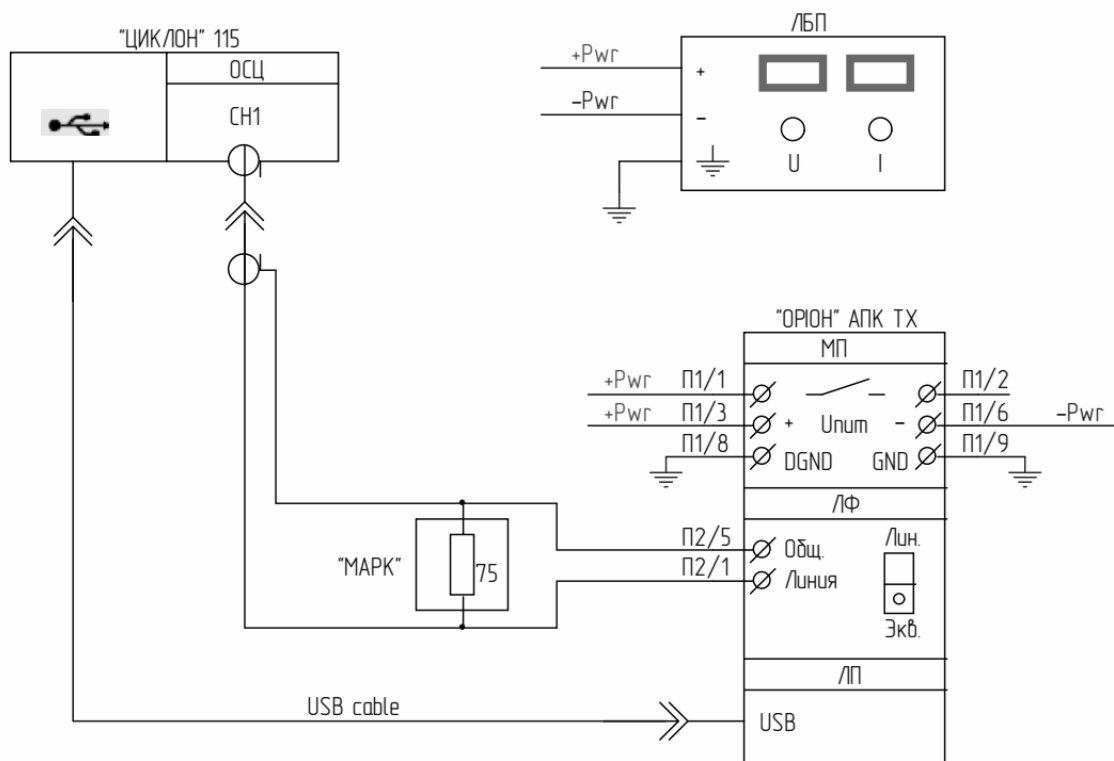 "ЦИКЛОН" 115
ОСЦ
CH1
ЛБП
+Pwr
-Pwr
+
-
U
I
"ОРІОН" АПК ТХ
МП
+Pwr П1/1
П1/2
+Pwr П1/3
+ Uпит -
П1/6 -Pwr
П1/8
DGND GND
П1/9
ЛФ
"МАРК"
75
П2/5
Общ.
П2/1
Линия
Лин.
Экв.
ЛП
USB cable
USB